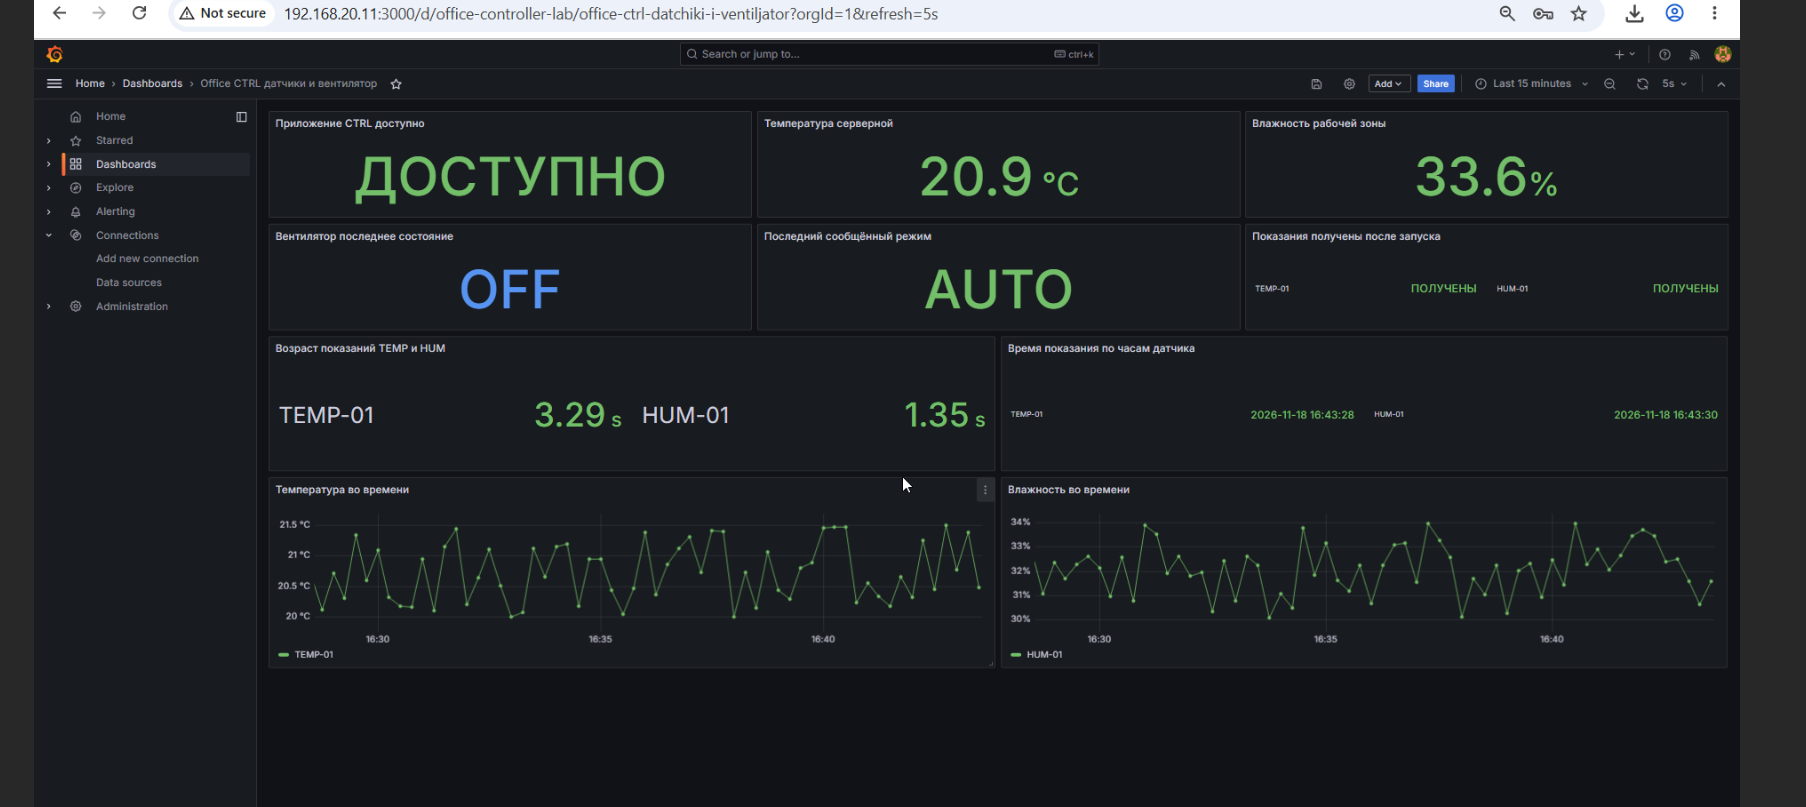 Not secure 192.168.20.11:3000/d/office-controller-lab/office-ctrl-datchiki-i-ventiljator?orgId=1&refresh=5s
Search or jump to... ctrl+k
Home › Dashboards › Office CTRL датчики и вентилятор Add Share Last 15 minutes 5s
Home
Starred
Dashboards
Explore
Alerting
Connections
Add new connection
Data sources
Administration
Приложение CTRL доступно
ДОСТУПНО
Температура серверной
20.9 °C
Влажность рабочей зоны
33.6%
Вентилятор последнее состояние
OFF
Последний сообщённый режим
AUTO
Показания получены после запуска
TEMP-01 ПОЛУЧЕНЫ HUM-01 ПОЛУЧЕНЫ
Возраст показаний TEMP и HUM
TEMP-01 3.29 s HUM-01 1.35 s
Время показания по часам датчика
TEMP-01 2026-11-18 16:43:28 HUM-01 2026-11-18 16:43:30
Температура во времени
21.5 °C
21 °C
20.5 °C
20 °C
16:30 16:35 16:40
TEMP-01
Влажность во времени
34%
33%
32%
31%
30%
16:30 16:35 16:40
HUM-01